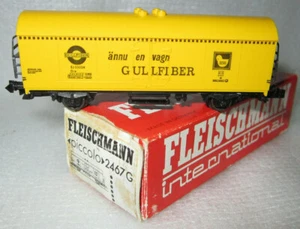 ännu en vagn
GULLFIBER
FLEISCHMANN
«piccolo» 2467 G
FLEISCHMANN
international